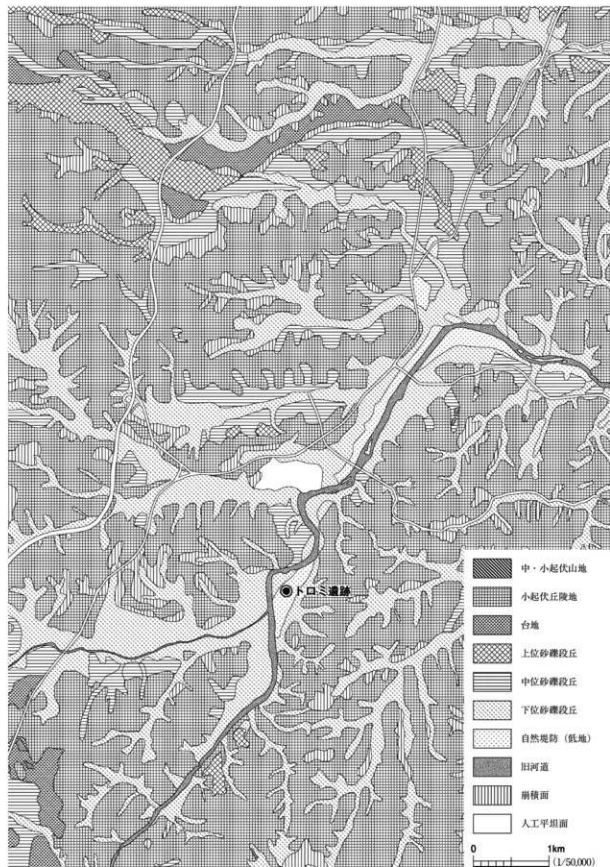 トロミ遺跡
中・小起伏山地
小起伏丘陵地
台地
上位砂礫段丘
中位砂礫段丘
下位砂礫段丘
自然堤防（低地）
旧河道
崩積面
人工平坦面
0 1km
(1/50,000)